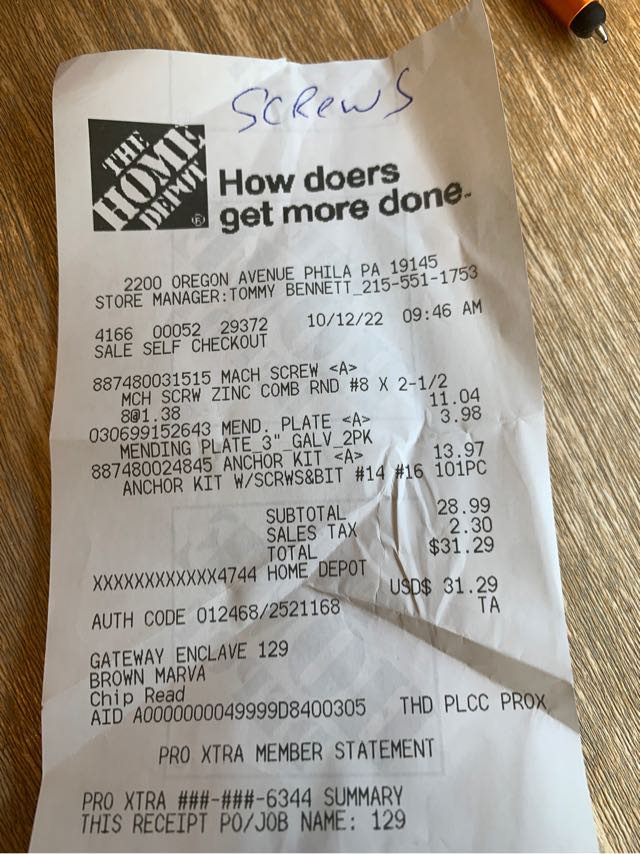 SCREWS
THE
HOME
DEPOT
®
How doers
get more done™
2200 OREGON AVENUE PHILA PA 19145
STORE MANAGER:TOMMY BENNETT 215-551-1753
4166 00052 29372 10/12/22 09:46 AM
SALE SELF CHECKOUT
887480031515 MACH SCREW <A>
MCH SCRW ZINC COMB RND #8 X 2-1/2
8@1.38 11.04
030699152643 MEND. PLATE <A> 3.98
MENDING PLATE 3" GALV 2PK
887480024845 ANCHOR KIT <A> 13.97
ANCHOR KIT W/SCRWS&BIT #14 #16 101PC
SUBTOTAL 28.99
SALES TAX 2.30
TOTAL $31.29
XXXXXXXXXXXX4744 HOME DEPOT
USD$ 31.29
AUTH CODE 012468/2521168 TA
GATEWAY ENCLAVE 129
BROWN MARVA
Chip Read
AID A0000000049999D8400305 THD PLCC PROX
PRO XTRA MEMBER STATEMENT
PRO XTRA ###-###-6344 SUMMARY
THIS RECEIPT PO/JOB NAME: 129